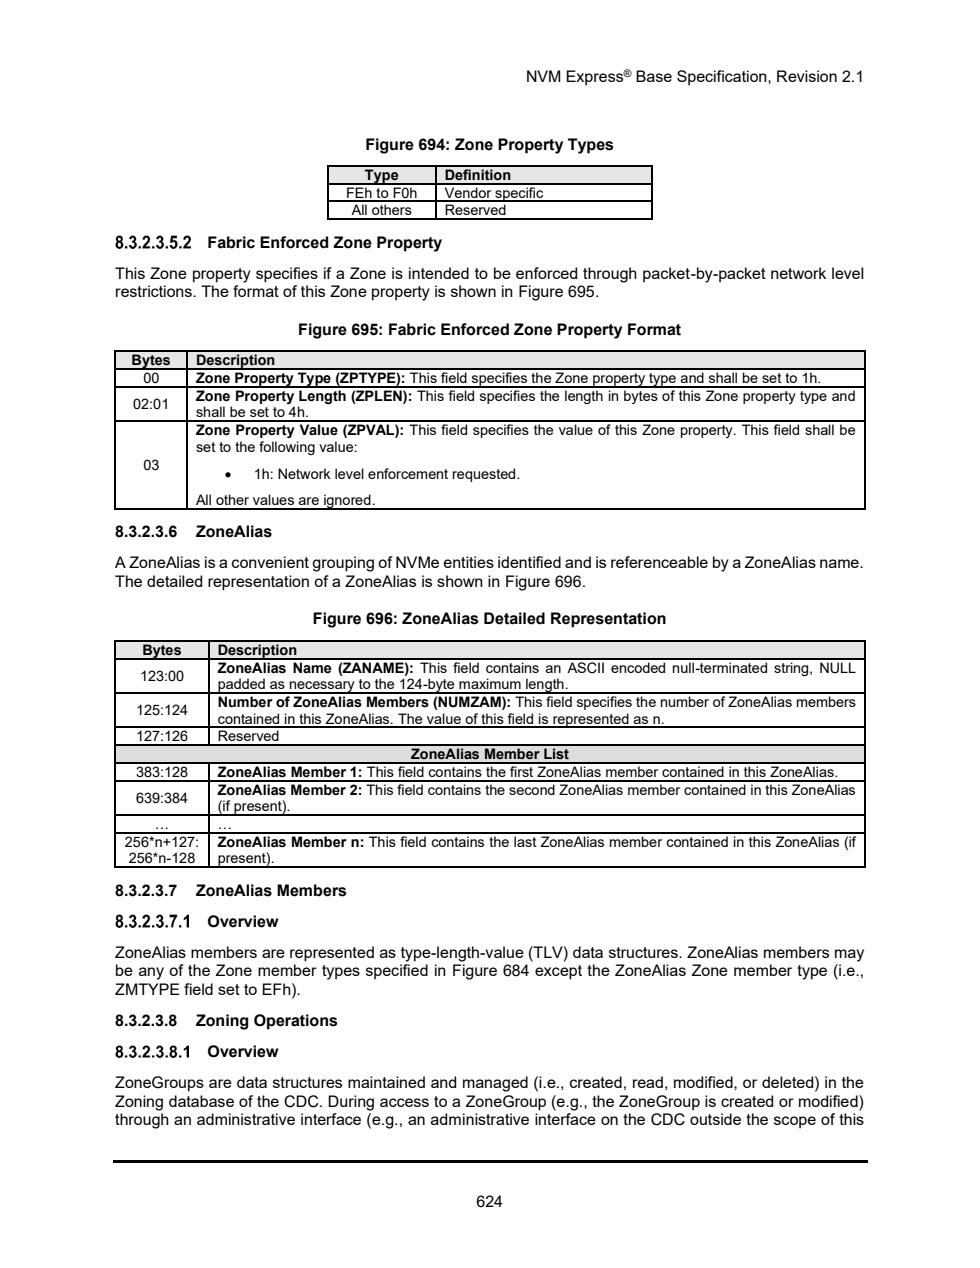 NVM Express® Base Specification, Revision 2.1
Figure 694: Zone Property Types
Type Definition
FEh to F0h Vendor specific
All others Reserved
8.3.2.3.5.2 Fabric Enforced Zone Property
This Zone property specifies if a Zone is intended to be enforced through packet-by-packet network level
restrictions. The format of this Zone property is shown in Figure 695.
Figure 695: Fabric Enforced Zone Property Format
Bytes Description
00 Zone Property Type (ZPTYPE): This field specifies the Zone property type and shall be set to 1h.
02:01 Zone Property Length (ZPLEN): This field specifies the length in bytes of this Zone property type and
shall be set to 4h.
03 Zone Property Value (ZPVAL): This field specifies the value of this Zone property. This field shall be
set to the following value:
• 1h: Network level enforcement requested.
All other values are ignored.
8.3.2.3.6 ZoneAlias
A ZoneAlias is a convenient grouping of NVMe entities identified and is referenceable by a ZoneAlias name.
The detailed representation of a ZoneAlias is shown in Figure 696.
Figure 696: ZoneAlias Detailed Representation
Bytes Description
123:00 ZoneAlias Name (ZANAME): This field contains an ASCII encoded null-terminated string, NULL
padded as necessary to the 124-byte maximum length.
125:124 Number of ZoneAlias Members (NUMZAM): This field specifies the number of ZoneAlias members
contained in this ZoneAlias. The value of this field is represented as n.
127:126 Reserved
ZoneAlias Member List
383:128 ZoneAlias Member 1: This field contains the first ZoneAlias member contained in this ZoneAlias.
639:384 ZoneAlias Member 2: This field contains the second ZoneAlias member contained in this ZoneAlias
(if present).
… …
256*n+127: ZoneAlias Member n: This field contains the last ZoneAlias member contained in this ZoneAlias (if
256*n-128 present).
8.3.2.3.7 ZoneAlias Members
8.3.2.3.7.1 Overview
ZoneAlias members are represented as type-length-value (TLV) data structures. ZoneAlias members may
be any of the Zone member types specified in Figure 684 except the ZoneAlias Zone member type (i.e.,
ZMTYPE field set to EFh).
8.3.2.3.8 Zoning Operations
8.3.2.3.8.1 Overview
ZoneGroups are data structures maintained and managed (i.e., created, read, modified, or deleted) in the
Zoning database of the CDC. During access to a ZoneGroup (e.g., the ZoneGroup is created or modified)
through an administrative interface (e.g., an administrative interface on the CDC outside the scope of this
624